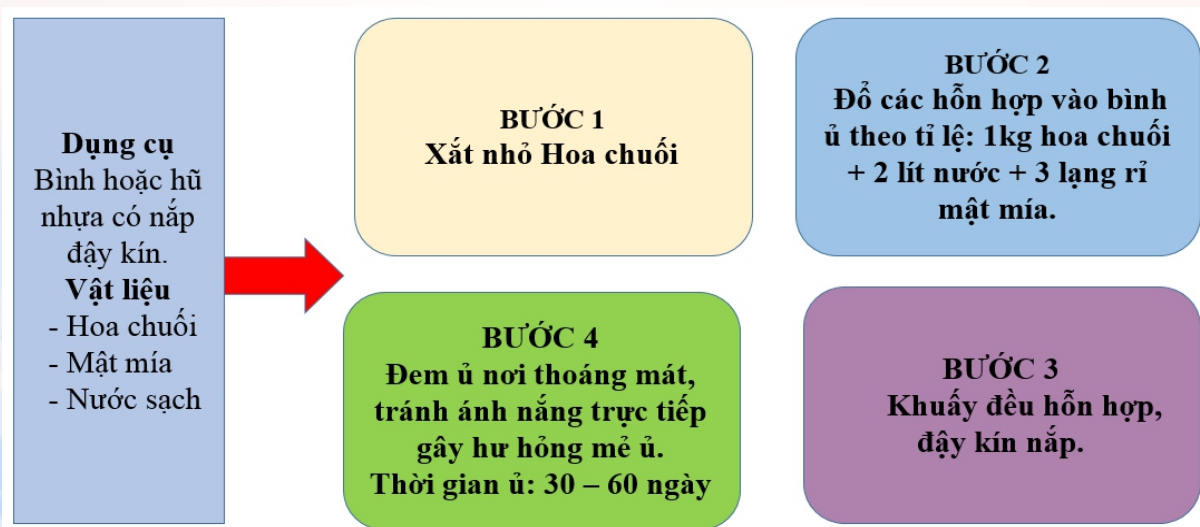 Dụng cụ
Bình hoặc hũ
nhựa có nắp
đậy kín.
Vật liệu
- Hoa chuối
- Mật mía
- Nước sạch
BƯỚC 1
Xắt nhỏ Hoa chuối
BƯỚC 2
Đổ các hỗn hợp vào bình
ủ theo tỉ lệ: 1kg hoa chuối
+ 2 lít nước + 3 lạng rỉ
mật mía.
BƯỚC 3
Khuấy đều hỗn hợp,
đậy kín nắp.
BƯỚC 4
Đem ủ nơi thoáng mát,
tránh ánh nắng trực tiếp
gây hư hỏng mẻ ủ.
Thời gian ủ: 30 – 60 ngày